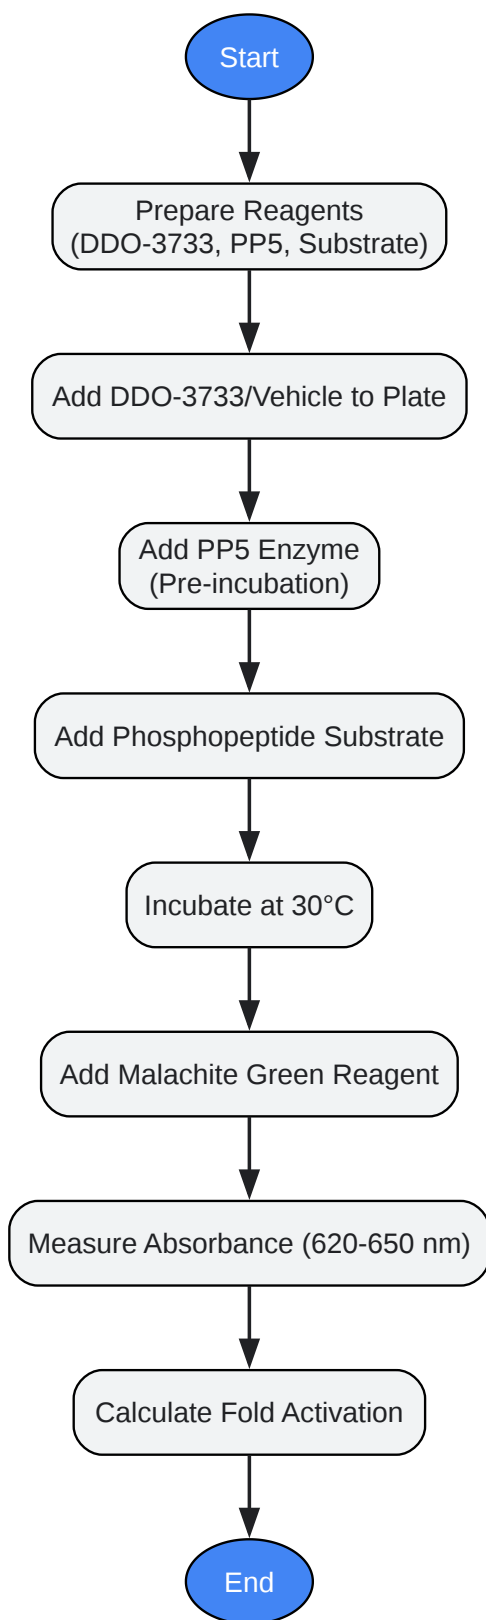 Start
Prepare Reagents
(DDO-3733, PP5, Substrate)
Add DDO-3733/Vehicle to Plate
Add PP5 Enzyme
(Pre-incubation)
Add Phosphopeptide Substrate
Incubate at 30°C
Add Malachite Green Reagent
Measure Absorbance (620-650 nm)
Calculate Fold Activation
End